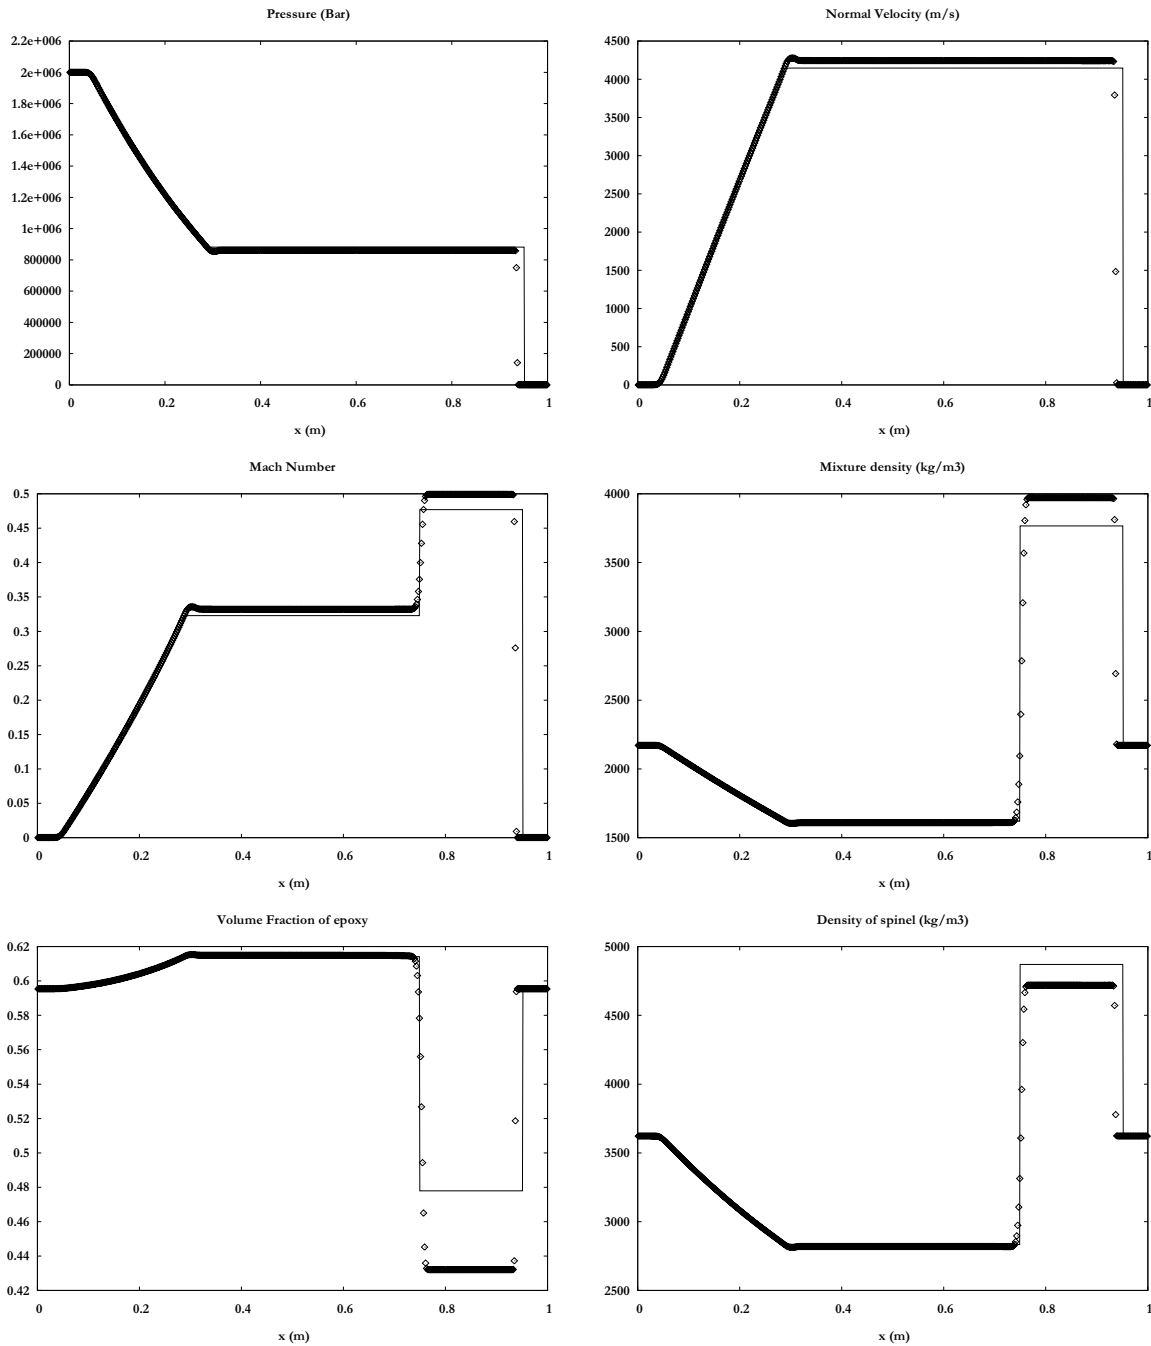 Pressure (Bar)
2.2e+006
2e+006
1.8e+006
1.6e+006
1.4e+006
1.2e+006
1e+006
800000
600000
400000
200000
0
0 0.2 0.4 0.6 0.8 1
x (m)
Normal Velocity (m/s)
4500
4000
3500
3000
2500
2000
1500
1000
500
0
0 0.2 0.4 0.6 0.8 1
x (m)
Mach Number
0.5
0.45
0.4
0.35
0.3
0.25
0.2
0.15
0.1
0.05
0
0 0.2 0.4 0.6 0.8 1
x (m)
Mixture density (kg/m3)
4000
3500
3000
2500
2000
1500
0 0.2 0.4 0.6 0.8 1
x (m)
Volume Fraction of epoxy
0.62
0.6
0.58
0.56
0.54
0.52
0.5
0.48
0.46
0.44
0.42
0 0.2 0.4 0.6 0.8 1
x (m)
Density of spinel (kg/m3)
5000
4500
4000
3500
3000
2500
0 0.2 0.4 0.6 0.8 1
x (m)